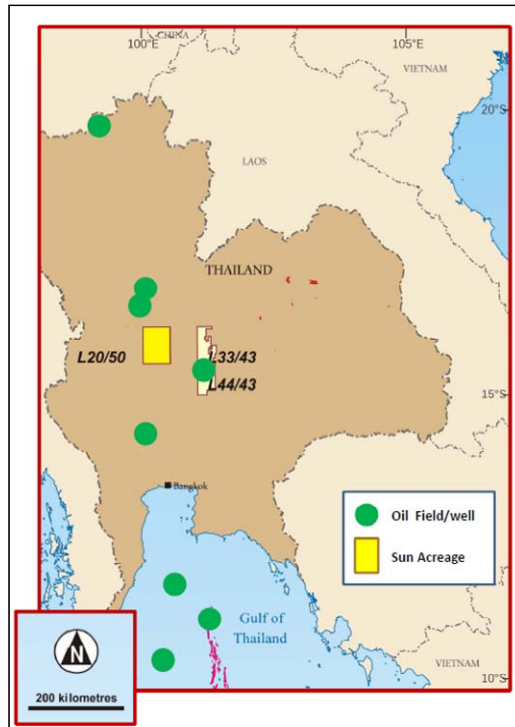 100°E
105°E
CHINA
VIETNAM
20°S
LAOS
THAILAND
L20/50
L33/43
L44/43
15°S
Bangkok
Oil Field/well
Sun Acreage
Gulf of
Thailand
N
200 kilometres
VIETNAM
10°S